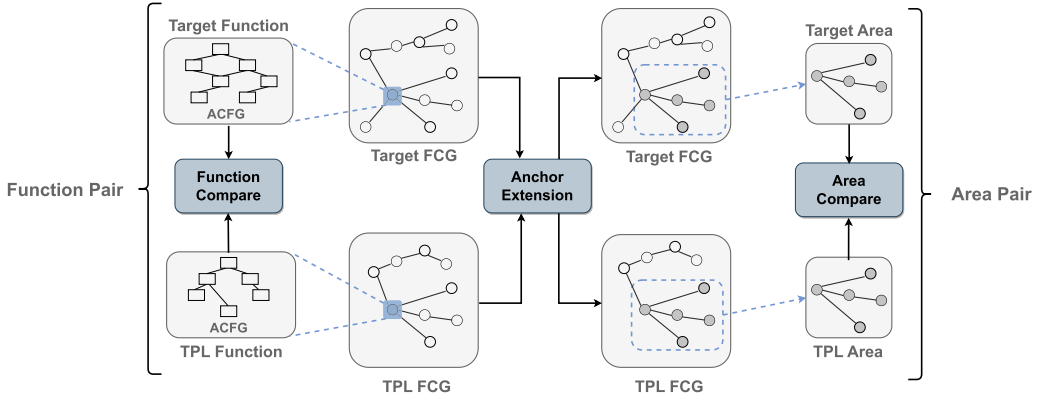 Target Function
ACFG
Target FCG
Target FCG
Target Area
Function Pair
Function
Compare
Anchor
Extension
Area
Compare
Area Pair
ACFG
TPL Function
TPL FCG
TPL FCG
TPL Area